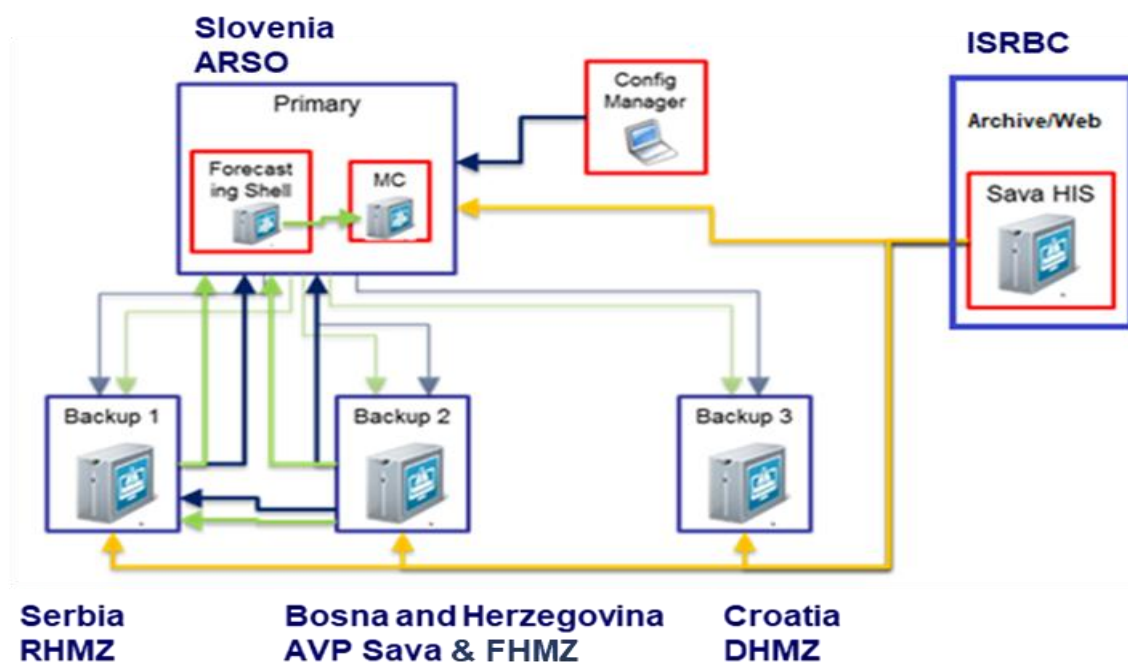 Slovenia
ARSO
ISRBC
Primary
Config
Manager
Archive/Web
Forecast
ing Shell
MC
Sava HIS
Backup 1
Backup 2
Backup 3
Serbia
RHMZ
Bosna and Herzegovina
AVP Sava & FHMZ
Croatia
DHMZ